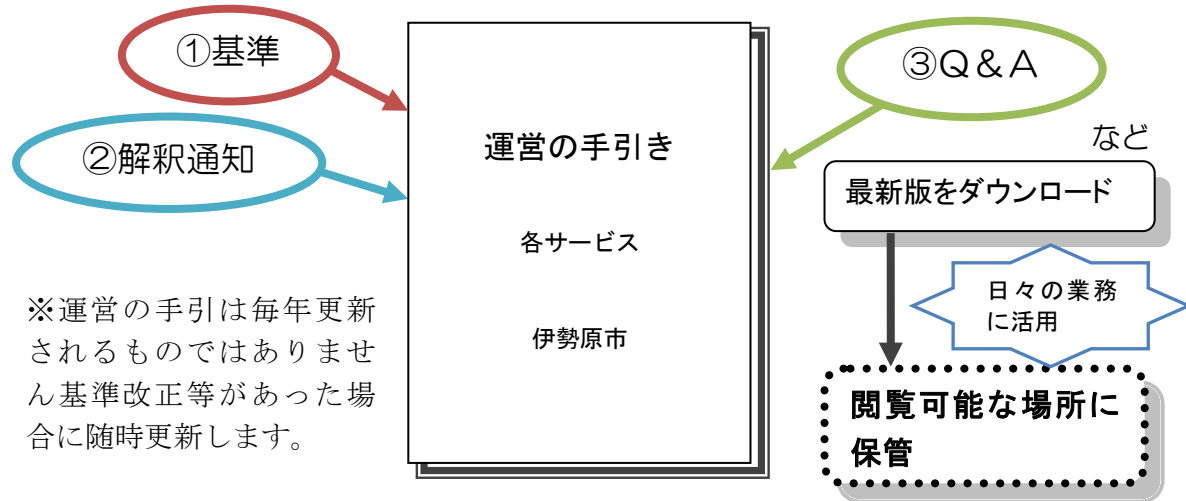 ①基準
②解釈通知
運営の手引き
各サービス
伊勢原市
③Q&A
など
最新版をダウンロード
日々の業務
に活用
閲覧可能な場所に
保管
※運営の手引は毎年更新
されるものではありませ
ん基準改正等があった場
合に随時更新します。